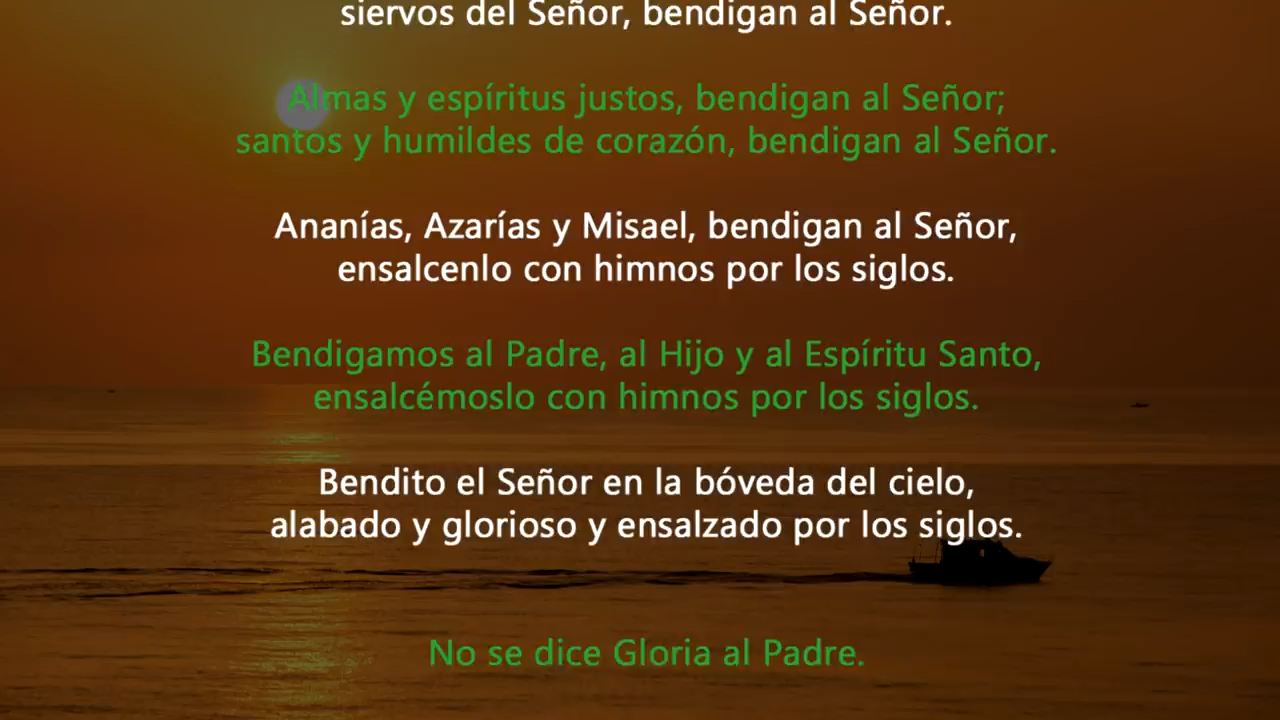 siervos del Señor, bendigan al Señor.
Almas y espíritus justos, bendigan al Señor;
santos y humildes de corazón, bendigan al Señor.
Ananías, Azarías y Misael, bendigan al Señor,
ensalcenlo con himnos por los siglos.
Bendigamos al Padre, al Hijo y al Espíritu Santo,
ensalcémoslo con himnos por los siglos.
Bendito el Señor en la bóveda del cielo,
alabado y glorioso y ensalzado por los siglos.
No se dice Gloria al Padre.